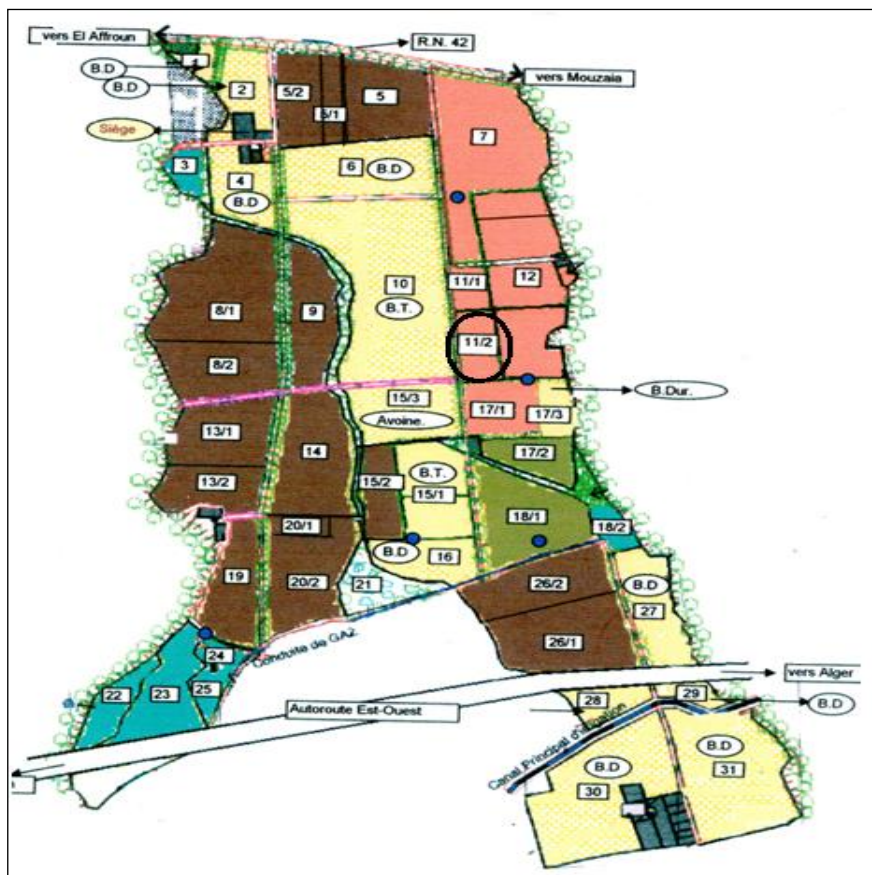 vers El Affroun
R.N. 42
vers Mouzaia
1
B.D
B.D
2
5/2
5/1
5
7
Siège
3
4
B.D
6
B.D
8/1
9
10
B.T.
11/1
12
8/2
11/2
15/3
Avoine.
B.Dur.
17/1
17/3
13/1
14
13/2
15/2
B.T.
15/1
17/2
18/1
18/2
20/1
B.D
16
19
20/2
21
26/2
B.D
27
26/1
Conduite de GA2.
24
22
23
25
vers Alger
28
29
B.D
Autoroute Est-Ouest
Canal Principal d'irrigation
B.D
30
B.D
31